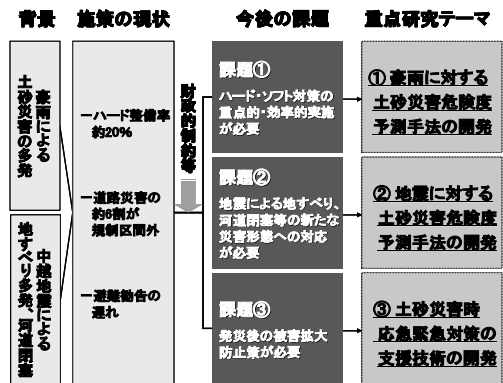 背景
施策の現状
今後の課題
重点研究テーマ
豪雨による
土砂災害の多発
中越地震による
地すべり多発、河道閉塞
―ハード整備率
約20%
―道路災害の
約6割が
規制区間外
―避難勧告の
遅れ
財政的制約等
課題①
ハード・ソフト対策の
重点的・効率的実施
が必要
課題②
地震による地すべり、
河道閉塞等の新たな
災害形態への対応
が必要
課題③
発災後の被害拡大
防止策が必要
① 豪雨に対する
土砂災害危険度
予測手法の開発
② 地震に対する
土砂災害危険度
予測手法の開発
③ 土砂災害時
応急緊急対策の
支援技術の開発